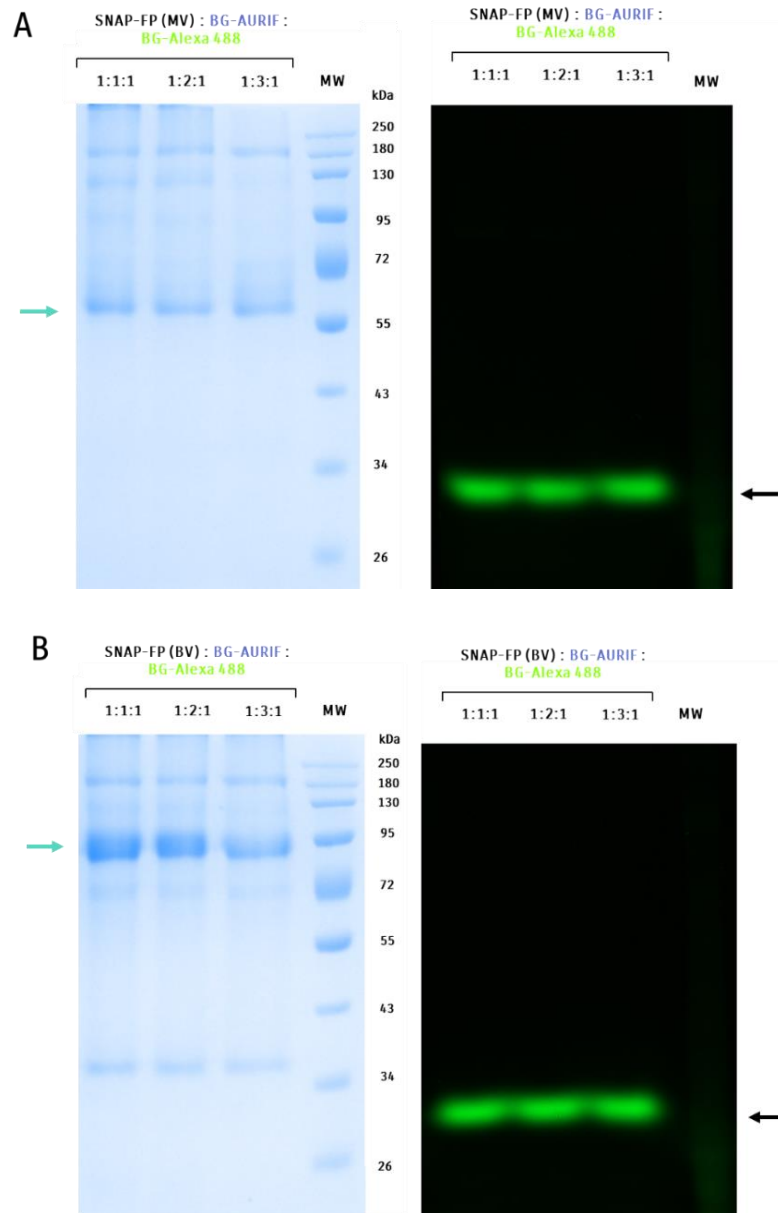 A
SNAP-FP (MV) : BG-AURIF :
BG-Alexa 488
1:1:1 1:2:1 1:3:1 MW
kDa
250
180
130
95
72
55
43
34
26
SNAP-FP (MV) : BG-AURIF :
BG-Alexa 488
1:1:1 1:2:1 1:3:1 MW
B
SNAP-FP (BV) : BG-AURIF :
BG-Alexa 488
1:1:1 1:2:1 1:3:1 MW
kDa
250
180
130
95
72
55
43
34
26
SNAP-FP (BV) : BG-AURIF :
BG-Alexa 488
1:1:1 1:2:1 1:3:1 MW